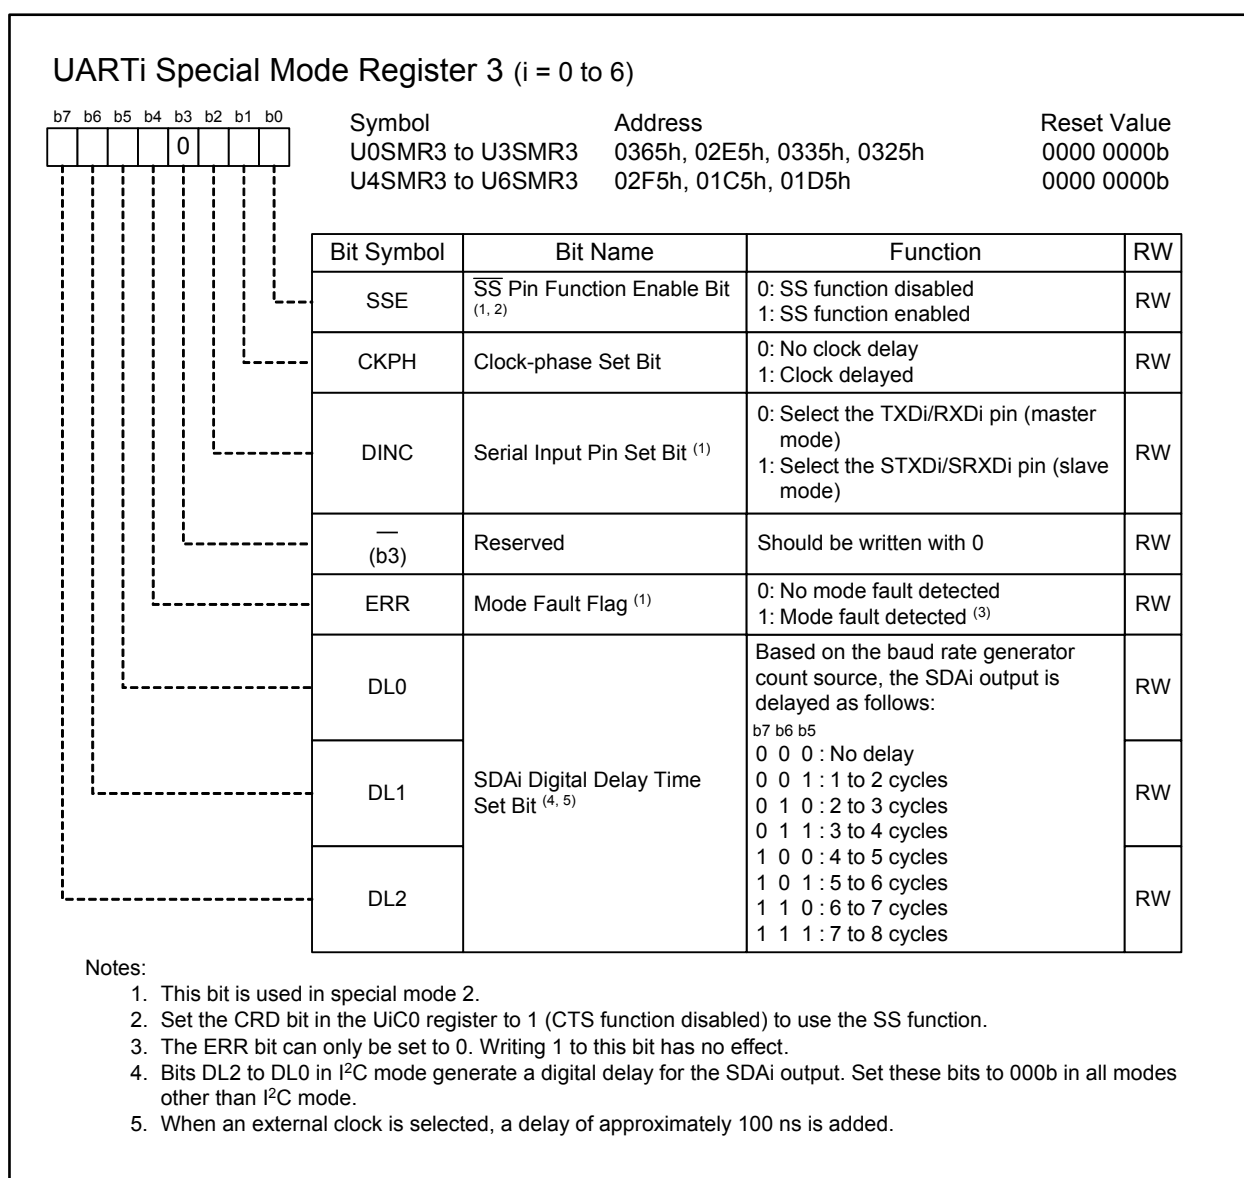 UARTi Special Mode Register 3 (i = 0 to 6)
b7 b6 b5 b4 b3 b2 b1 b0
0
Symbol Address Reset Value
U0SMR3 to U3SMR3 0365h, 02E5h, 0335h, 0325h 0000 0000b
U4SMR3 to U6SMR3 02F5h, 01C5h, 01D5h 0000 0000b
Bit Symbol Bit Name Function RW
SSE
SS Pin Function Enable Bit
(1, 2)
0: SS function disabled
1: SS function enabled
RW
CKPH
Clock-phase Set Bit
0: No clock delay
1: Clock delayed
RW
DINC
Serial Input Pin Set Bit (1)
0: Select the TXDi/RXDi pin (master
mode)
1: Select the STXDi/SRXDi pin (slave
mode)
RW
—
(b3)
Reserved
Should be written with 0
RW
ERR
Mode Fault Flag (1)
0: No mode fault detected
1: Mode fault detected (3)
RW
DL0
DL1
DL2
SDAi Digital Delay Time
Set Bit (4, 5)
Based on the baud rate generator
count source, the SDAi output is
delayed as follows:
b7 b6 b5
0 0 0 : No delay
0 0 1 : 1 to 2 cycles
0 1 0 : 2 to 3 cycles
0 1 1 : 3 to 4 cycles
1 0 0 : 4 to 5 cycles
1 0 1 : 5 to 6 cycles
1 1 0 : 6 to 7 cycles
1 1 1 : 7 to 8 cycles
RW
RW
RW
Notes:
1. This bit is used in special mode 2.
2. Set the CRD bit in the UiC0 register to 1 (CTS function disabled) to use the SS function.
3. The ERR bit can only be set to 0. Writing 1 to this bit has no effect.
4. Bits DL2 to DL0 in I²C mode generate a digital delay for the SDAi output. Set these bits to 000b in all modes
other than I²C mode.
5. When an external clock is selected, a delay of approximately 100 ns is added.